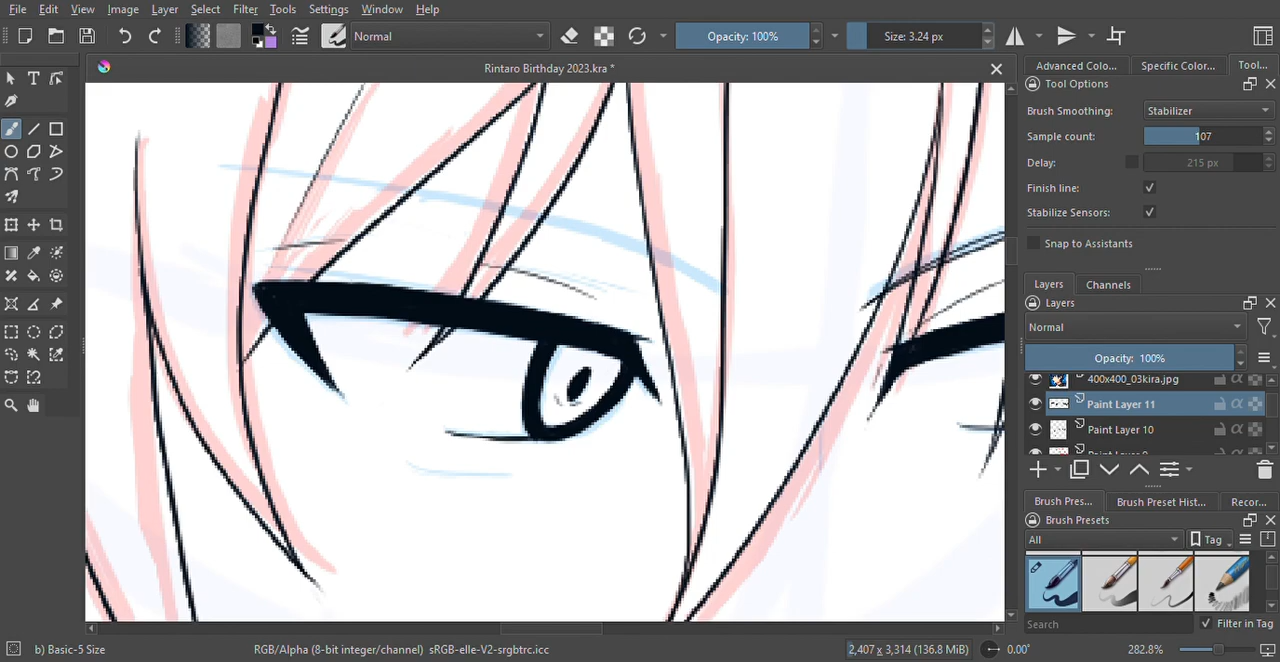 File Edit View Image Layer Select Filter Tools Settings Window Help
Normal Opacity: 100% Size: 3.24 px
Rintaro Birthday 2023.kra *
Advanced Colo... Specific Color... Tool...
Tool Options
Brush Smoothing: Stabilizer
Sample count: 107
Delay: 215 px
Finish line:
Stabilize Sensors:
Snap to Assistants
Layers Channels
Layers
Normal
Opacity: 100%
400x400_03kira.jpg
Paint Layer 11
Paint Layer 10
Brush Pres... Brush Preset Hist... Recor...
Brush Presets
All Tag
Search Filter in Tag
b) Basic-5 Size RGB/Alpha (8-bit integer/channel) sRGB-elle-V2-srgbtrc.icc 2,407 x 3,314 (136.8 MiB) 0.00° 282.8%